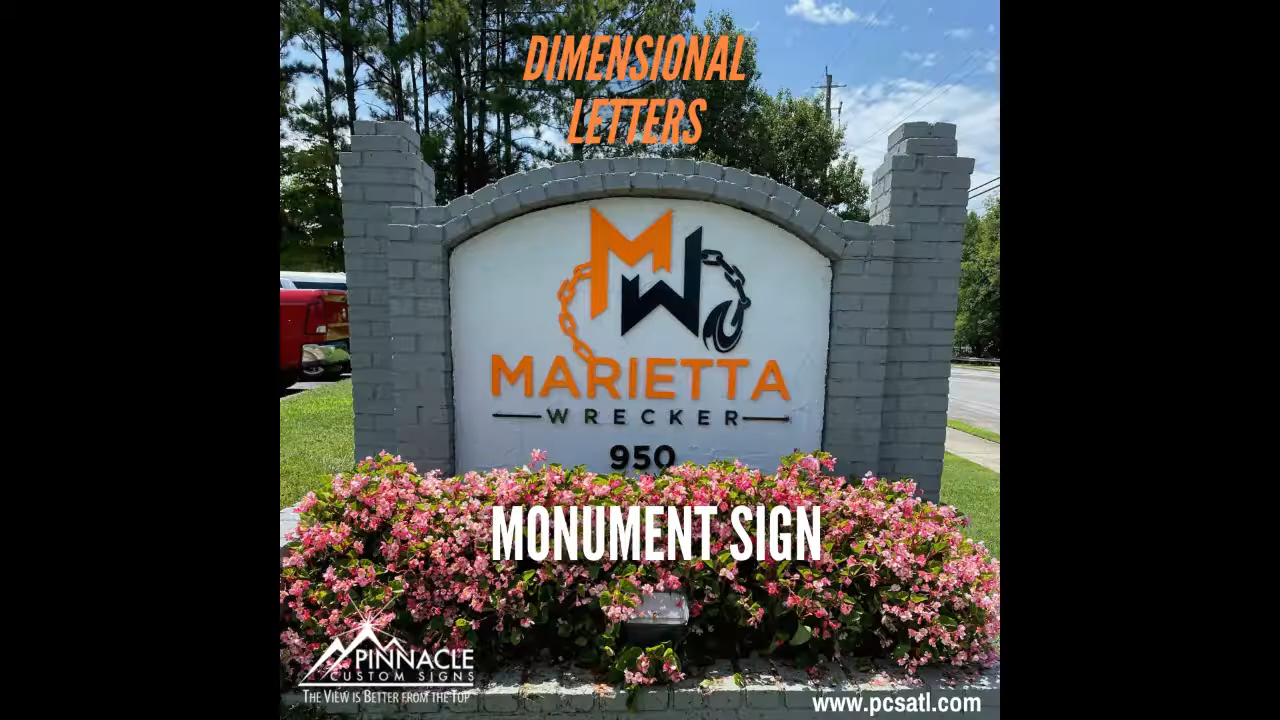 DIMENSIONAL
LETTERS
MW
MARIETTA
WRECKER
950
MONUMENT SIGN
PINNACLE
CUSTOM SIGNS
THE VIEW IS BETTER FROM THE TOP
www.pcsatl.com